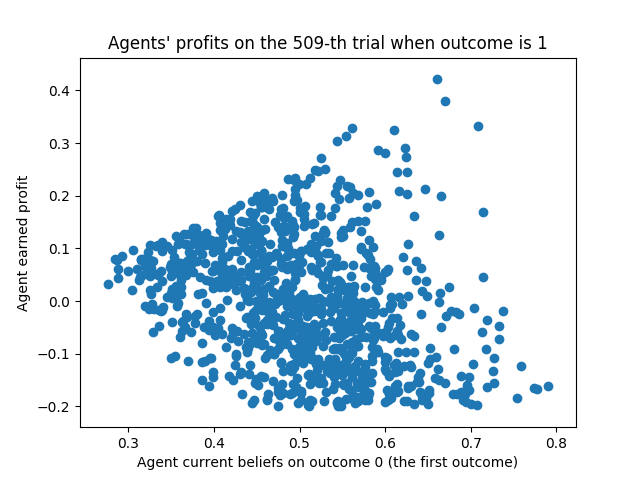 Agents' profits on the 509-th trial when outcome is 1
Agent earned profit
0.4
0.3
0.2
0.1
0.0
−0.1
−0.2
0.3 0.4 0.5 0.6 0.7 0.8
Agent current beliefs on outcome 0 (the first outcome)